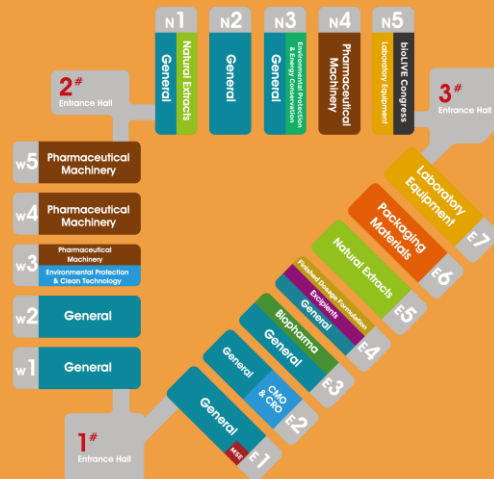 N1
Natural Extracts
General
N2
General
N3
Environmental Protection
& Energy Conservation
General
N4
Pharmaceutical
Machinery
N5
bioLIVE Congress
Laboratory Equipment
2#
Entrance Hall
3#
Entrance Hall
W5
Pharmaceutical
Machinery
W4
Pharmaceutical
Machinery
W3
Pharmaceutical
Machinery
Environmental Protection
& Clean Technology
W2
General
W1
General
1#
Entrance Hall
Laboratory
Equipment
E7
Packaging
Materials
E6
Natural Extracts
E5
Finished Dosage Formulation
Excipients
General
E4
Biopharma
General
E3
General
CMO
& CRO
E2
General
MSE
E1